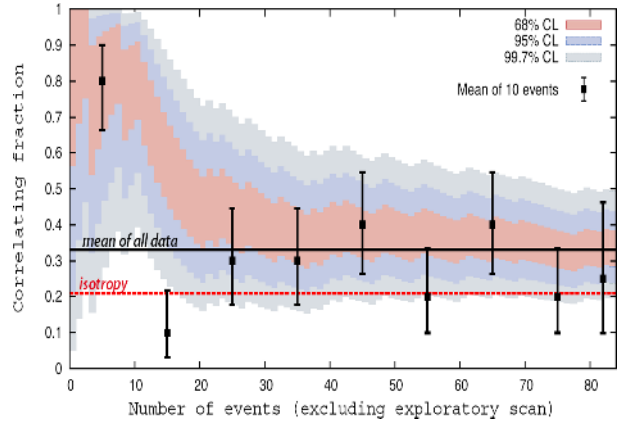 1
0.9
0.8
0.7
0.6
0.5
0.4
0.3
0.2
0.1
0
Correlating fraction
68% CL
95% CL
99.7% CL
Mean of 10 events
mean of all data
isotropy
0 10 20 30 40 50 60 70 80
Number of events (excluding exploratory scan)